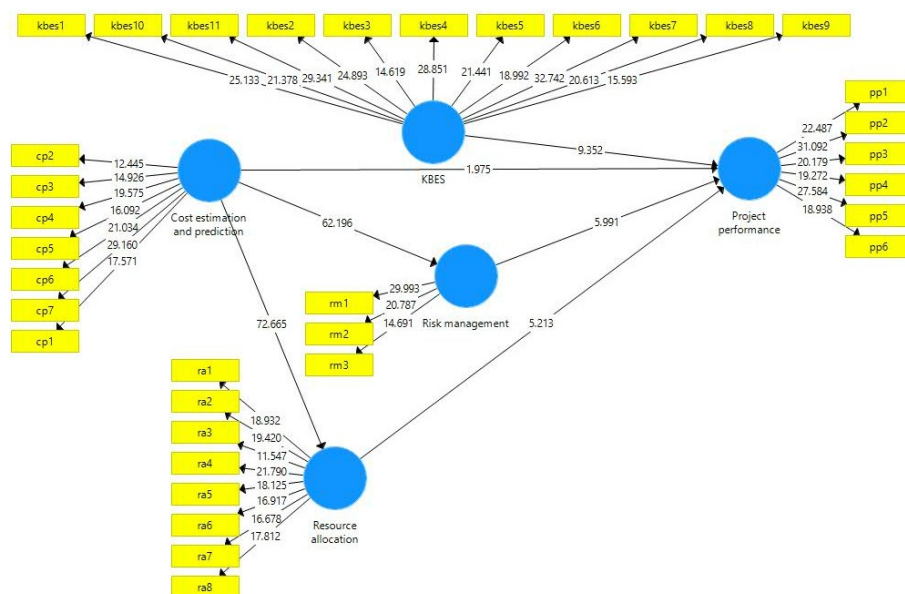 kbes1 kbes10 kbes11 kbes2 kbes3 kbes4 kbes5 kbes6 kbes7 kbes8 kbes9
25.133 21.378 29.341 24.893 14.619 28.851 21.441 18.992 32.742 20.613 15.593
KBES
9.352
1.975
cp2
cp3
cp4
cp5
cp6
cp7
cp1
12.445
14.926
19.575
16.092
21.034
29.160
17.571
Cost estimation
and prediction
62.196
72.665
pp1
pp2
pp3
pp4
pp5
pp6
22.487
31.092
20.179
19.272
27.584
18.938
Project
performance
5.991
5.213
rm1
rm2
rm3
29.993
20.787
14.691
Risk management
ra1
ra2
ra3
ra4
ra5
ra6
ra7
ra8
18.932
19.420
11.547
21.790
18.125
16.917
16.678
17.812
Resource
allocation